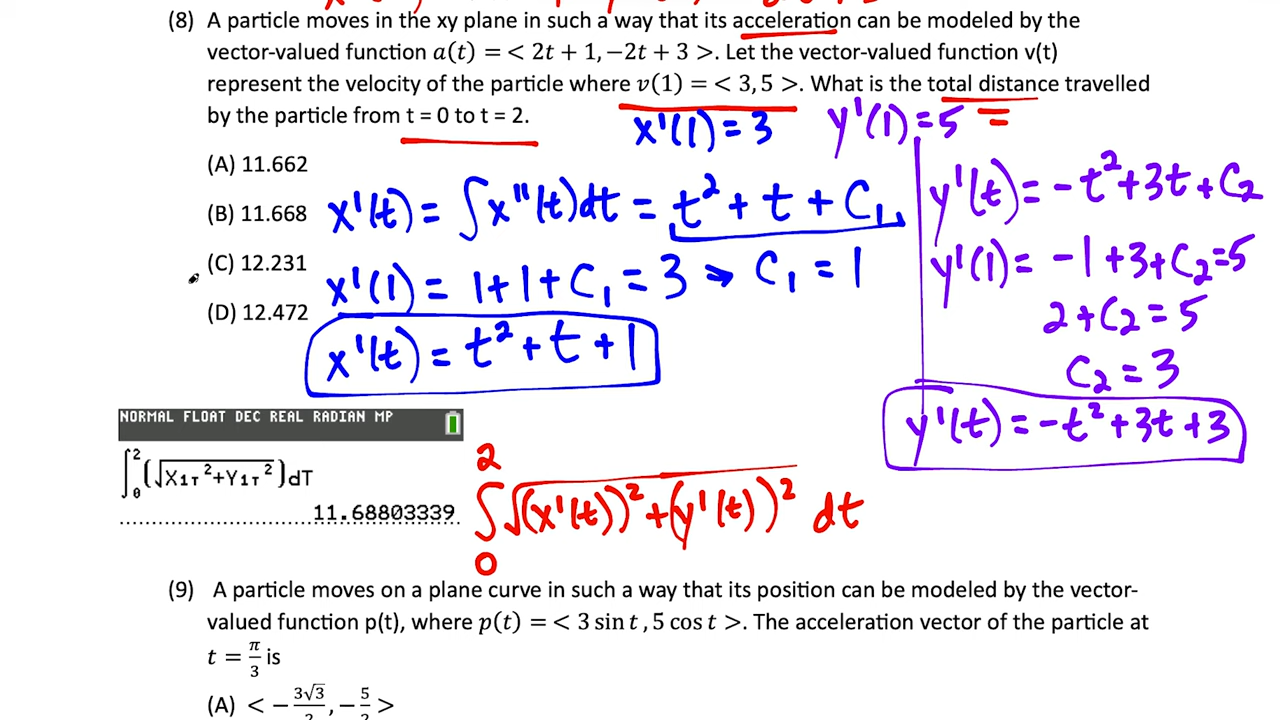 (8) A particle moves in the xy plane in such a way that its acceleration can be modeled by the
vector-valued function a(t) = < 2t + 1, −2t + 3 >. Let the vector-valued function v(t)
represent the velocity of the particle where v(1) = < 3, 5 >. What is the total distance travelled
by the particle from t = 0 to t = 2.
x'(1) = 3 y'(1) = 5
(A) 11.662
(B) 11.668
(C) 12.231
(D) 12.472
x'(t) = ∫x''(t)dt = t² + t + C₁
x'(1) = 1+1+C₁ = 3 → C₁ = 1
x'(t) = t² + t + 1
y'(t) = -t² + 3t + C₂
y'(1) = -1 + 3 + C₂ = 5
2 + C₂ = 5
C₂ = 3
y'(t) = -t² + 3t + 3
NORMAL FLOAT DEC REAL RADIAN MP
∫₀²(√X₁ᴛ²+Y₁ᴛ²)dT
11.68803339
∫₀² √(x'(t))² + (y'(t))² dt
(9) A particle moves on a plane curve in such a way that its position can be modeled by the vector-
valued function p(t), where p(t) = < 3 sin t , 5 cos t >. The acceleration vector of the particle at
t = π/3 is
(A) < −3√3/2, −5/2 >